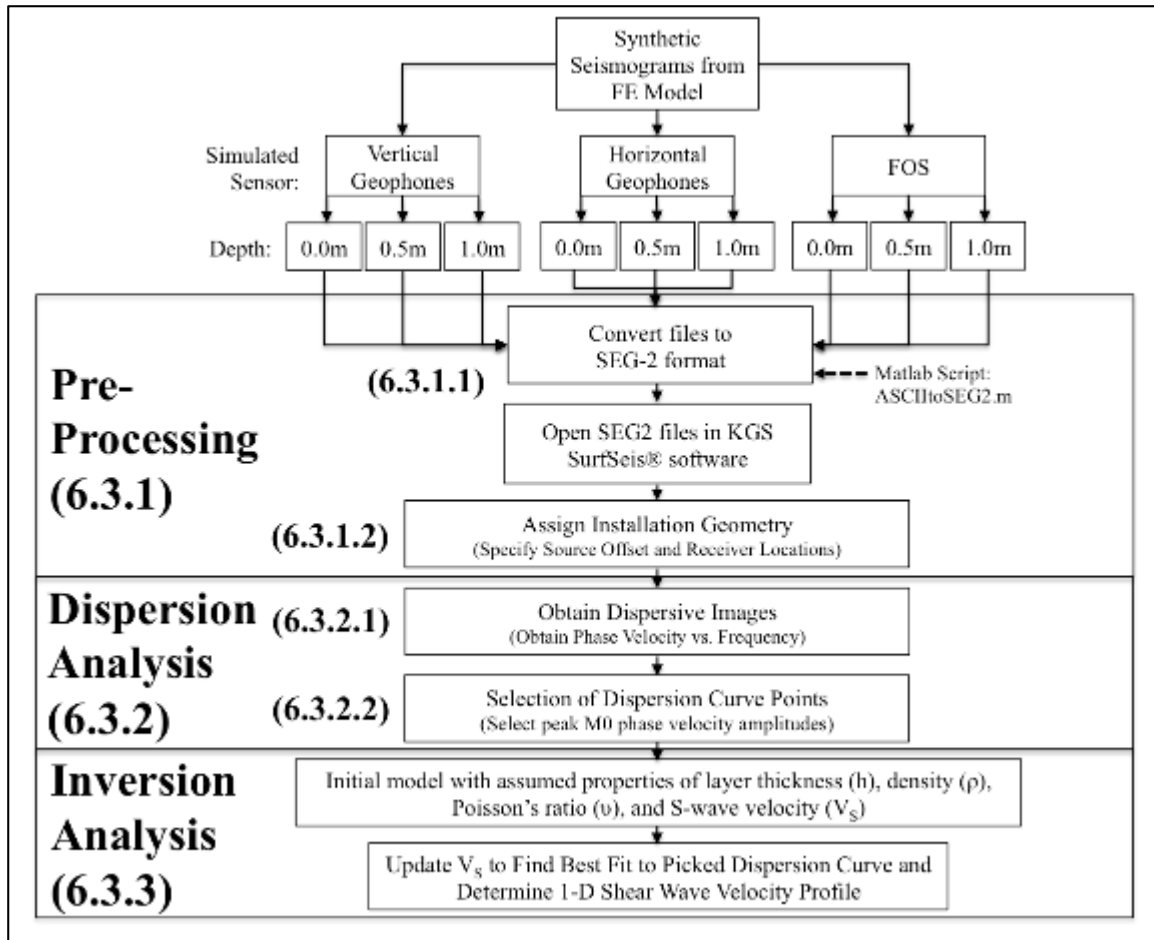 Synthetic
Seismograms from
FE Model
Simulated
Sensor:
Vertical
Geophones
Horizontal
Geophones
FOS
Depth:
0.0m
0.5m
1.0m
0.0m
0.5m
1.0m
0.0m
0.5m
1.0m
Pre-
Processing
(6.3.1)
(6.3.1.1)
Convert files to
SEG-2 format
Matlab Script:
ASCIItoSEG2.m
Open SEG2 files in KGS
SurfSeis® software
(6.3.1.2)
Assign Installation Geometry
(Specify Source Offset and Receiver Locations)
Dispersion
Analysis
(6.3.2)
(6.3.2.1)
Obtain Dispersive Images
(Obtain Phase Velocity vs. Frequency)
(6.3.2.2)
Selection of Dispersion Curve Points
(Select peak M0 phase velocity amplitudes)
Inversion
Analysis
(6.3.3)
Initial model with assumed properties of layer thickness (h), density (ρ),
Poisson's ratio (υ), and S-wave velocity (V_S)
Update V_S to Find Best Fit to Picked Dispersion Curve and
Determine 1-D Shear Wave Velocity Profile